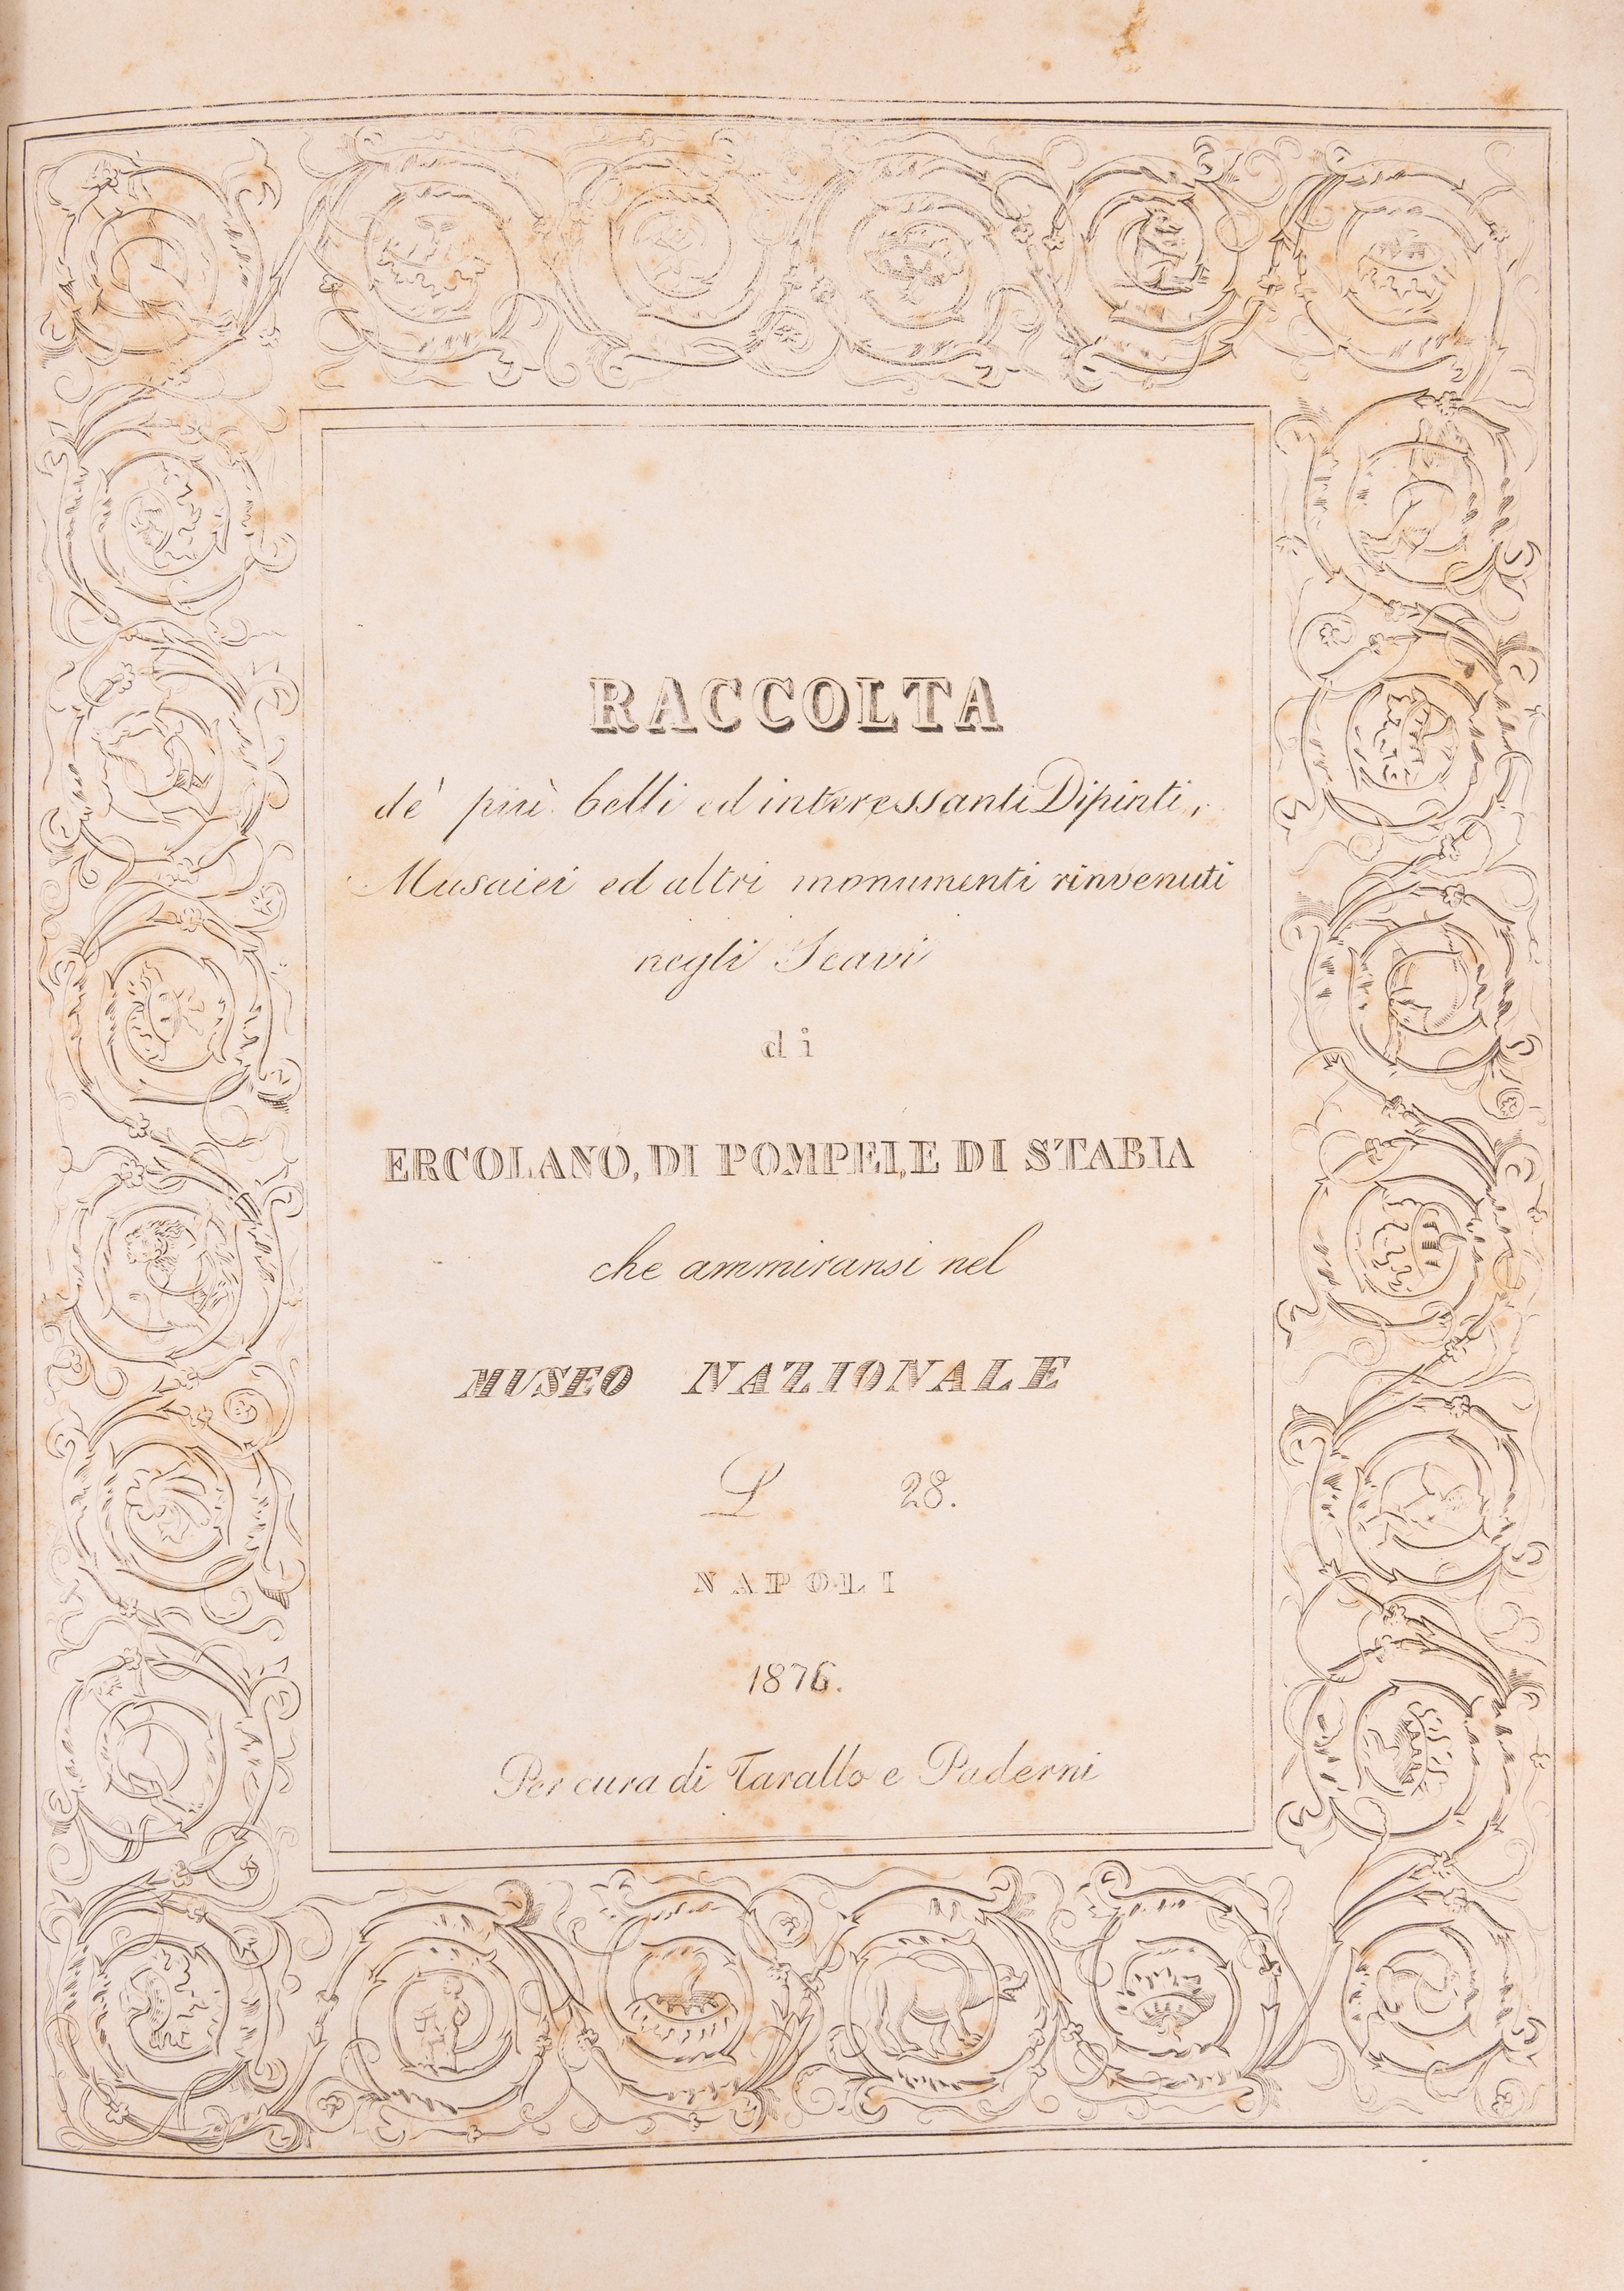 RACCOLTA
de' più belli ed interessanti Dipinti,
Musaici ed altri monumenti rinvenuti
negli Scavi
di
ERCOLANO, DI POMPEI, E DI STABIA
che ammiransi nel
MUSEO NAZIONALE
L 28.
NAPOLI
1876.
Per cura di Tarallo e Paderni